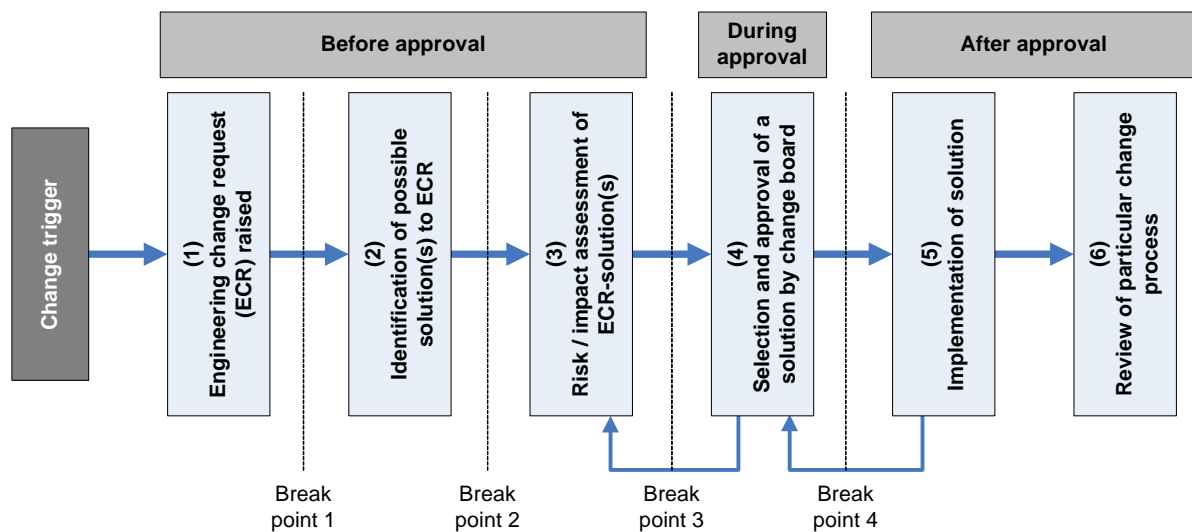 Before approval
During
approval
After approval
Change trigger
(1)
Engineering change request
(ECR) raised
(2)
Identification of possible
solution(s) to ECR
(3)
Risk / impact assessment of
ECR-solution(s)
(4)
Selection and approval of a
solution by change board
(5)
Implementation of solution
(6)
Review of particular change
process
Break
point 1
Break
point 2
Break
point 3
Break
point 4